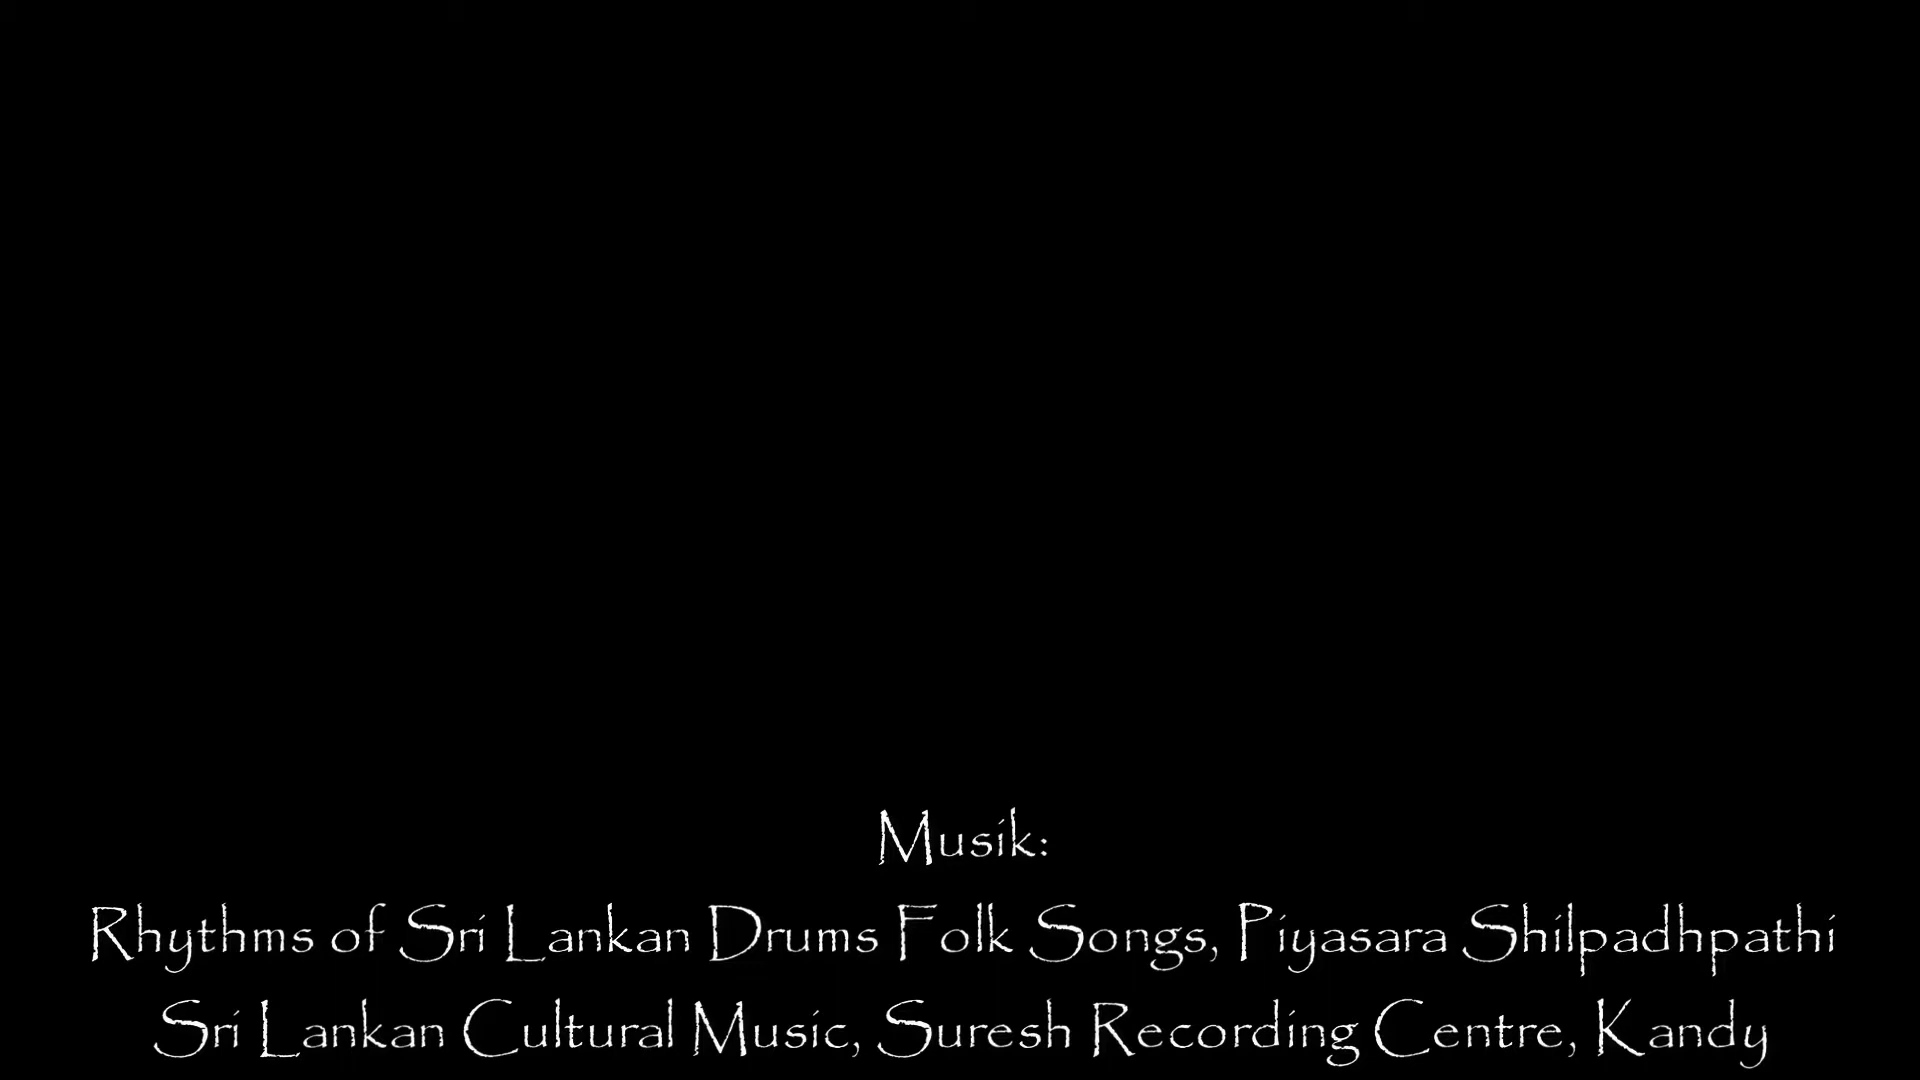 Musik:
Rhythms of Sri Lankan Drums Folk Songs, Piyasara Shilpadhpathi
Sri Lankan Cultural Music, Suresh Recording Centre, Kandy